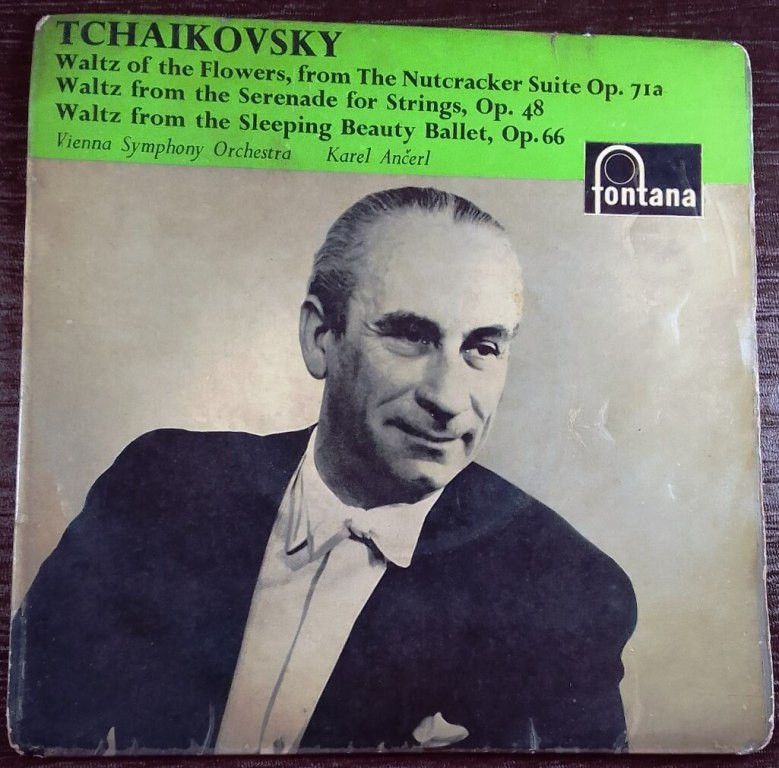 TCHAIKOVSKY
Waltz of the Flowers, from The Nutcracker Suite Op. 71a
Waltz from the Serenade for Strings, Op. 48
Waltz from the Sleeping Beauty Ballet, Op. 66
Vienna Symphony Orchestra Karel Ančerl
fontana